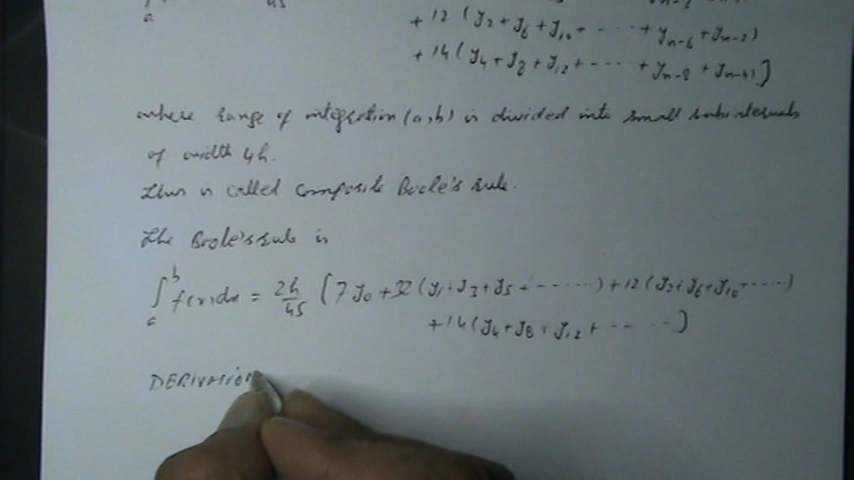 a 45
+ 12 (y2 + y6 + y10 + - ---- + yn-6 + yn-2)
+ 14 (y4 + y8 + y12 + - --- + yn-8 + yn-4)]
where range of integration (a,b) is divided into small subintervals
of width 4h.
This is called composite Boole's rule.
The Boole's rule is
∫ab f(x)dx = 2h/45 [7y0 + 32(y1+y3+y5+------) + 12(y2+y6+y10+----)
+14(y4+y8+y12+-- --)]
DERIVATION